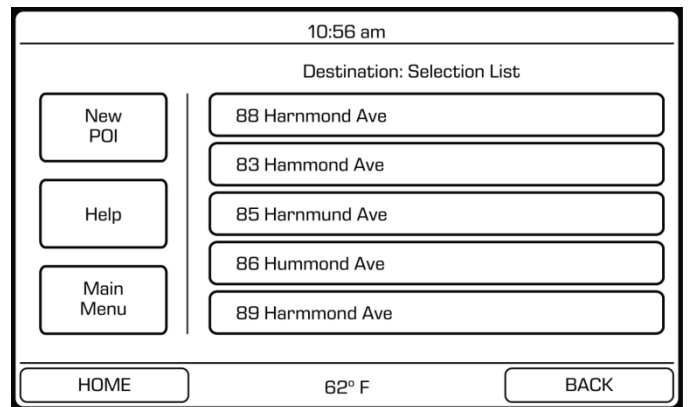 10:56 am
Destination: Selection List
New
POI
Help
Main
Menu
88 Harnmond Ave
83 Hammond Ave
85 Harnmund Ave
86 Hummond Ave
89 Harmmond Ave
HOME
62º F
BACK